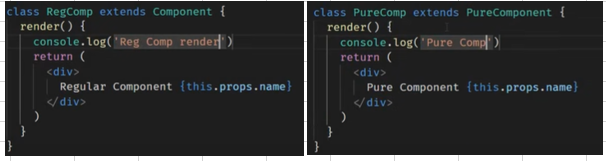 class RegComp extends Component {
render() {
console.log('Reg Comp render')
return (
<div>
Regular Component {this.props.name}
</div>
)
}
}
class PureComp extends PureComponent {
render() {
console.log('Pure Comp')
return (
<div>
Pure Component {this.props.name}
</div>
)
}
}